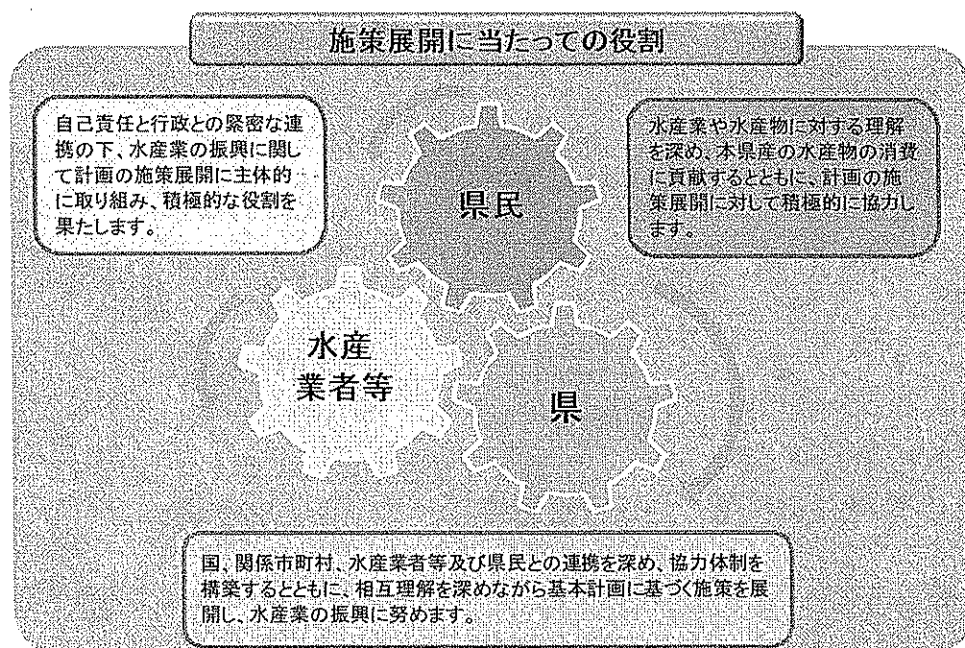 施策展開に当たっての役割
自己責任と行政との緊密な連
携の下、水産業の振興に関し
て計画の施策展開に主体的
に取り組み、積極的な役割を
果たします。
水産業や水産物に対する理解
を深め、本県産の水産物の消費
に貢献するとともに、計画の施
策展開に対して積極的に協力し
ます。
県民
水産
業者等
県
国、関係市町村、水産業者等及び県民との連携を深め、協力体制を
構築するとともに、相互理解を深めながら基本計画に基づく施策を展
開し、水産業の振興に努めます。